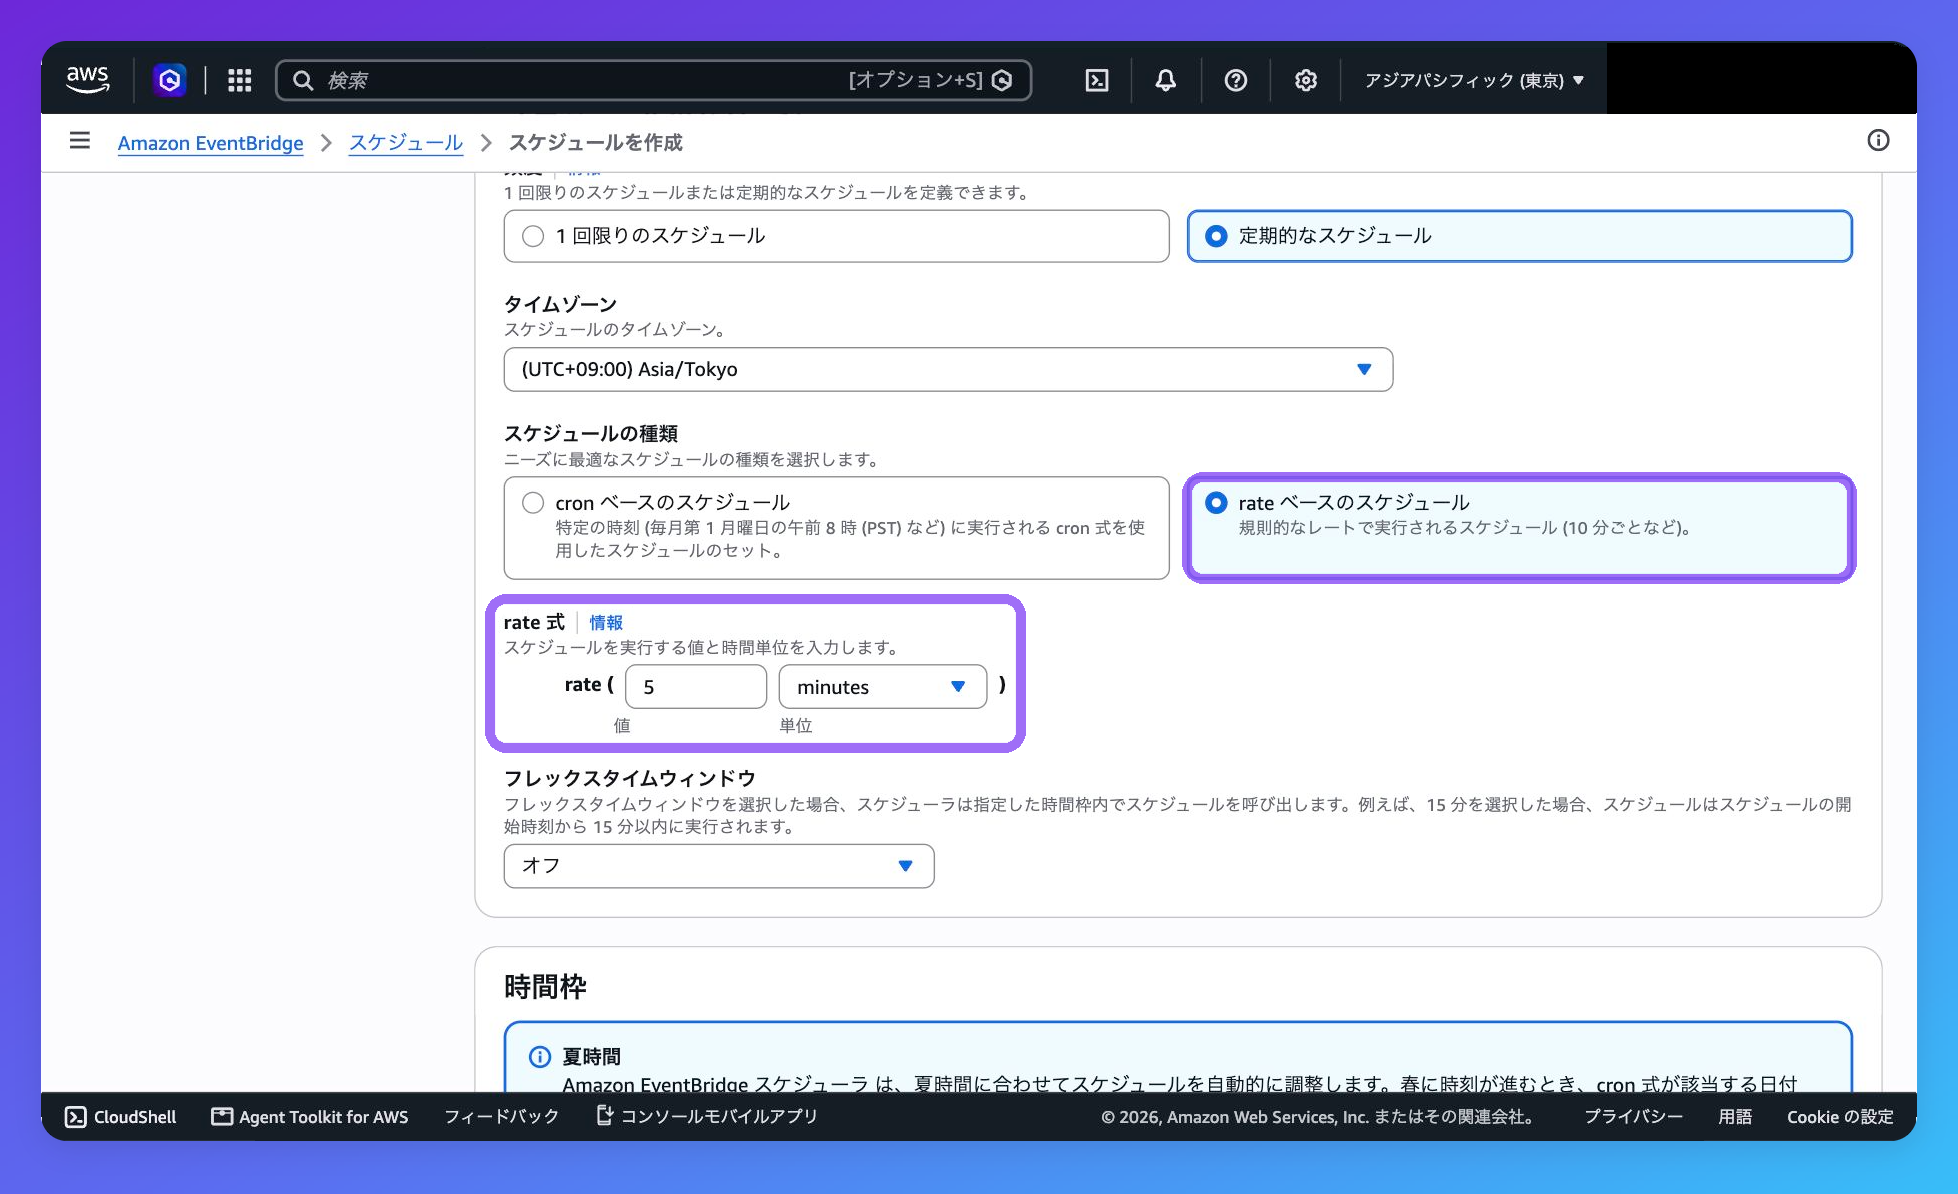 aws
検索
[オプション+S]
アジアパシフィック (東京)
Amazon EventBridge
スケジュール
スケジュールを作成
1 回限りのスケジュールまたは定期的なスケジュールを定義できます。
1 回限りのスケジュール
定期的なスケジュール
タイムゾーン
スケジュールのタイムゾーン。
(UTC+09:00) Asia/Tokyo
スケジュールの種類
ニーズに最適なスケジュールの種類を選択します。
cron ベースのスケジュール
特定の時刻 (毎月第 1 月曜日の午前 8 時 (PST) など) に実行される cron 式を使
用したスケジュールのセット。
rate ベースのスケジュール
規則的なレートで実行されるスケジュール (10 分ごとなど)。
rate 式
情報
スケジュールを実行する値と時間単位を入力します。
rate (
5
minutes
)
値
単位
フレックスタイムウィンドウ
フレックスタイムウィンドウを選択した場合、スケジューラは指定した時間枠内でスケジュールを呼び出します。例えば、15 分を選択した場合、スケジュールはスケジュールの開
始時刻から 15 分以内に実行されます。
オフ
時間枠
夏時間
Amazon EventBridge スケジューラ は、夏時間に合わせてスケジュールを自動的に調整します。春に時刻が進むとき、cron 式が該当する日付
CloudShell
Agent Toolkit for AWS
フィードバック
コンソールモバイルアプリ
© 2026, Amazon Web Services, Inc. またはその関連会社。
プライバシー
用語
Cookie の設定